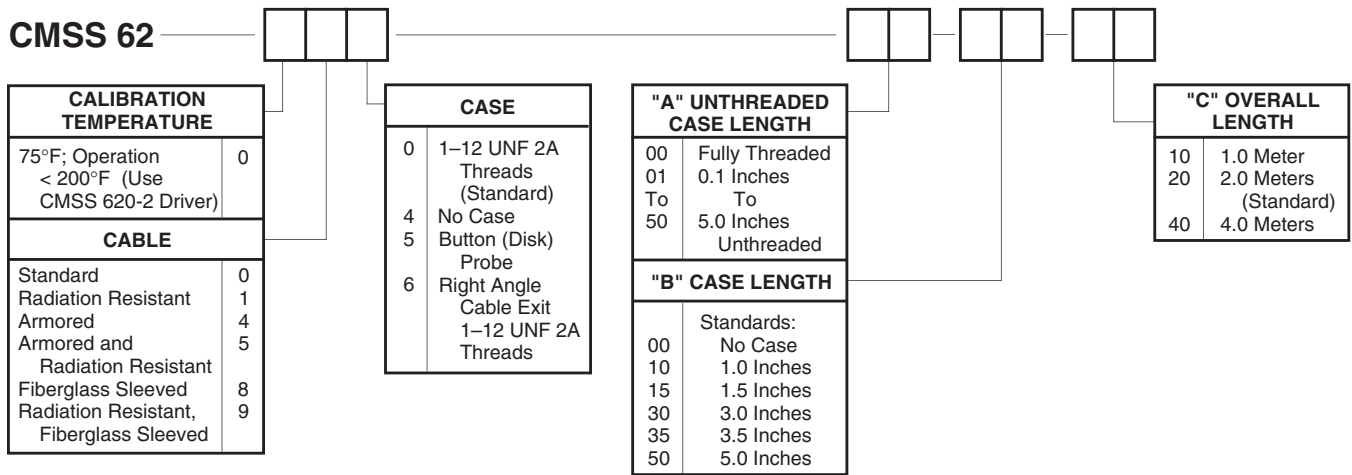 CMSS 62
CALIBRATION
TEMPERATURE
75°F; Operation 0
< 200°F (Use
CMSS 620-2 Driver)
CABLE
Standard 0
Radiation Resistant 1
Armored 4
Armored and 5
Radiation Resistant
Fiberglass Sleeved 8
Radiation Resistant, 9
Fiberglass Sleeved
CASE
0 1–12 UNF 2A
Threads
(Standard)
4 No Case
5 Button (Disk)
Probe
6 Right Angle
Cable Exit
1–12 UNF 2A
Threads
"A" UNTHREADED
CASE LENGTH
00 Fully Threaded
01 0.1 Inches
To To
50 5.0 Inches
Unthreaded
"B" CASE LENGTH
Standards:
00 No Case
10 1.0 Inches
15 1.5 Inches
30 3.0 Inches
35 3.5 Inches
50 5.0 Inches
"C" OVERALL
LENGTH
10 1.0 Meter
20 2.0 Meters
(Standard)
40 4.0 Meters